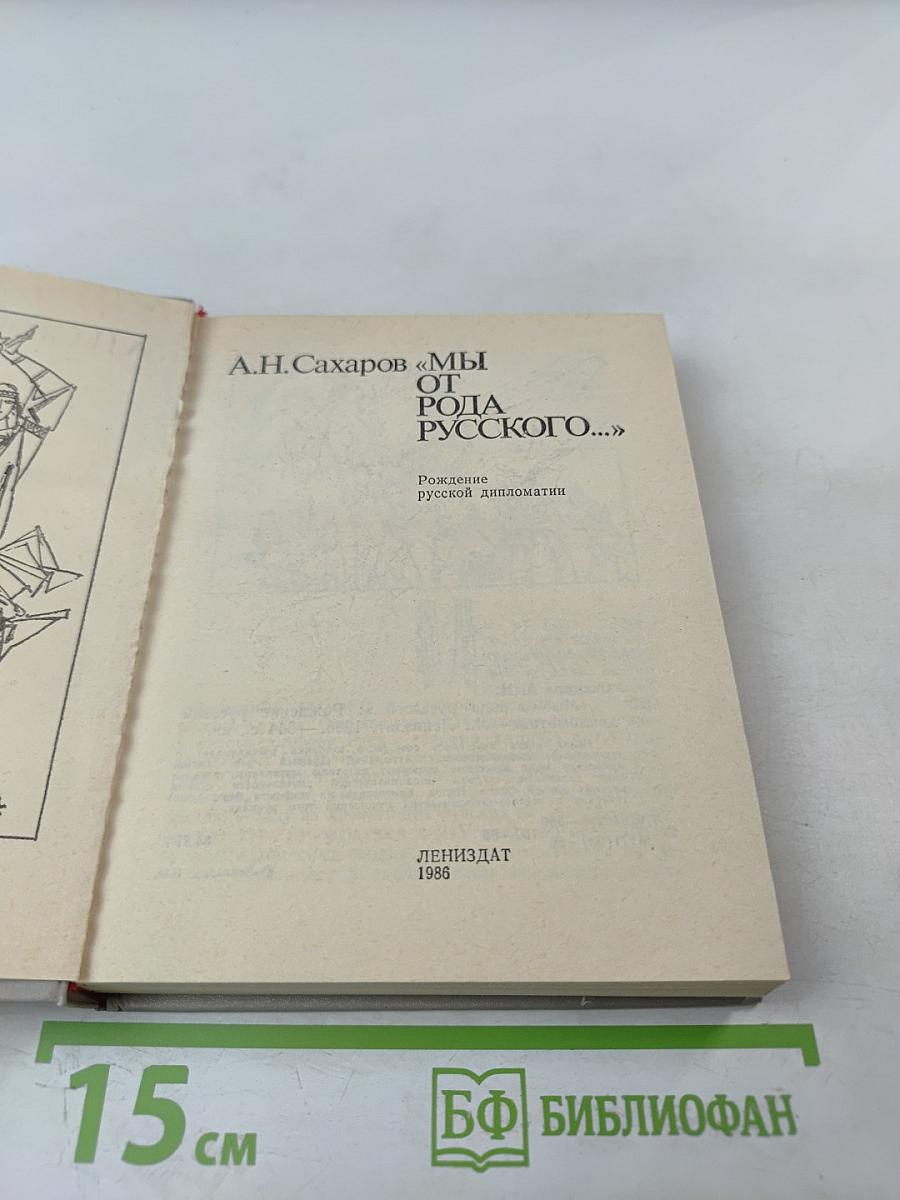 А.Н. Сахаров «МЫ
ОТ
РОДА
РУССКОГО...»
Рождение
русской дипломатии
ЛЕНИЗДАТ
1986
15 см
БФ БИБЛИОФАН